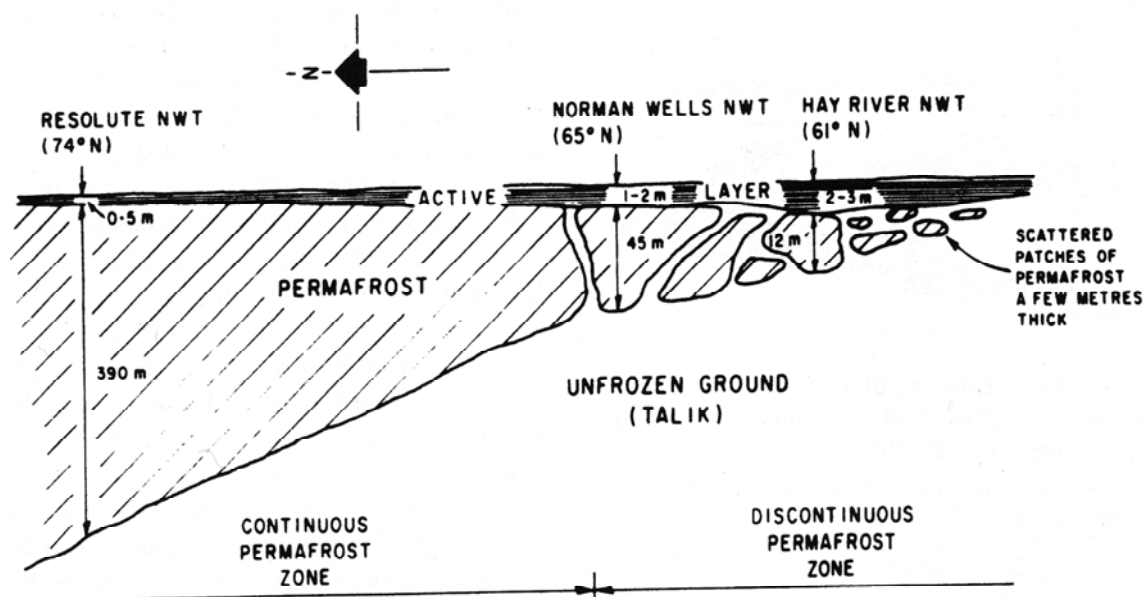 -N-
RESOLUTE NWT
(74°N)
NORMAN WELLS NWT
(65°N)
HAY RIVER NWT
(61°N)
ACTIVE
1-2 m
LAYER
2-3 m
0·5 m
45 m
12 m
SCATTERED
PATCHES OF
PERMAFROST
A FEW METRES
THICK
PERMAFROST
390 m
UNFROZEN GROUND
(TALIK)
CONTINUOUS
PERMAFROST
ZONE
DISCONTINUOUS
PERMAFROST
ZONE